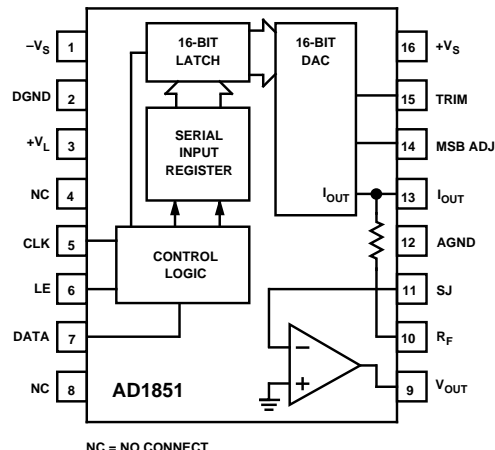 –VS 1
DGND 2
+VL 3
NC 4
CLK 5
LE 6
DATA 7
NC 8
16-BIT
LATCH
16-BIT
DAC
SERIAL
INPUT
REGISTER
CONTROL
LOGIC
IOUT
–
+
AD1851
16 +VS
15 TRIM
14 MSB ADJ
13 IOUT
12 AGND
11 SJ
10 RF
9 VOUT
NC = NO CONNECT